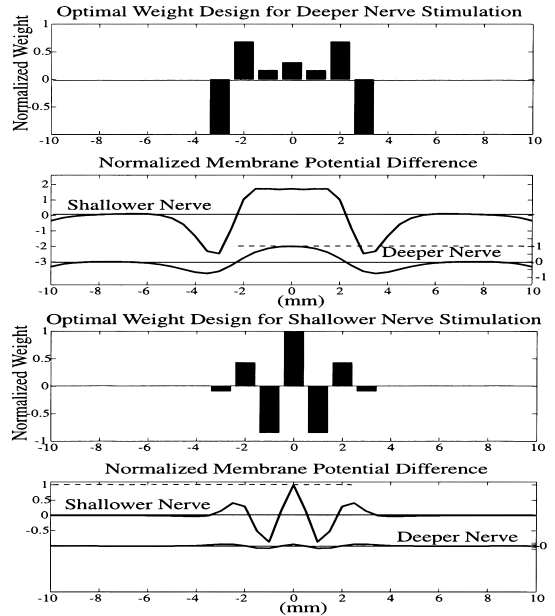 Optimal Weight Design for Deeper Nerve Stimulation
Normalized Weight
1
0.5
0
-0.5
-10 -8 -6 -4 -2 0 2 4 6 8 10
Normalized Membrane Potential Difference
2
1
0
-1
-2
-3
Shallower Nerve
Deeper Nerve
1
0
-1
-10 -8 -6 -4 -2 0 2 4 6 8 10
(mm)
Optimal Weight Design for Shallower Nerve Stimulation
Normalized Weight
1
0.5
0
-0.5
-1
-10 -8 -6 -4 -2 0 2 4 6 8 10
Normalized Membrane Potential Difference
1
0.5
0
-0.5
Shallower Nerve
Deeper Nerve
0
-10 -8 -6 -4 -2 0 2 4 6 8 10
(mm)